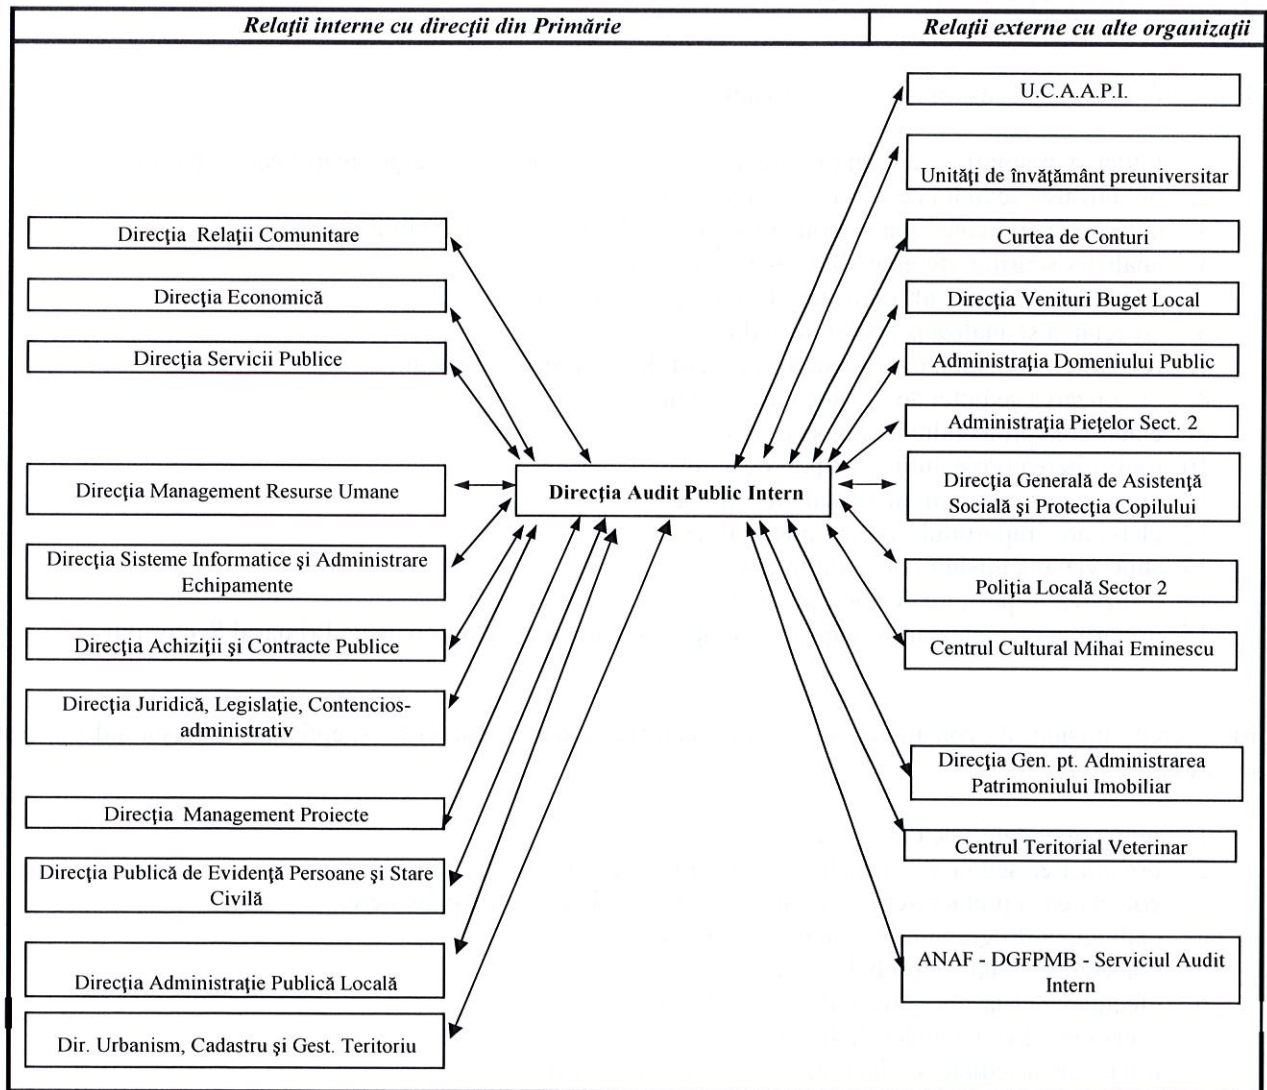 Relaţii interne cu direcţii din Primărie
Relaţii externe cu alte organizaţii
Direcţia Relaţii Comunitare
Direcţia Economică
Direcţia Servicii Publice
Direcţia Management Resurse Umane
Direcţia Sisteme Informatice şi Administrare
Echipamente
Direcţia Achiziţii şi Contracte Publice
Direcţia Juridică, Legislaţie, Contencios-
administrativ
Direcţia Management Proiecte
Direcţia Publică de Evidenţă Persoane şi Stare
Civilă
Direcţia Administraţie Publică Locală
Dir. Urbanism, Cadastru şi Gest. Teritoriu
Direcţia Audit Public Intern
U.C.A.A.P.I.
Unităţi de învăţământ preuniversitar
Curtea de Conturi
Direcţia Venituri Buget Local
Administraţia Domeniului Public
Administraţia Pieţelor Sect. 2
Direcţia Generală de Asistenţă
Socială şi Protecţia Copilului
Poliţia Locală Sector 2
Centrul Cultural Mihai Eminescu
Direcţia Gen. pt. Administrarea
Patrimoniului Imobiliar
Centrul Teritorial Veterinar
ANAF - DGFPMB - Serviciul Audit
Intern